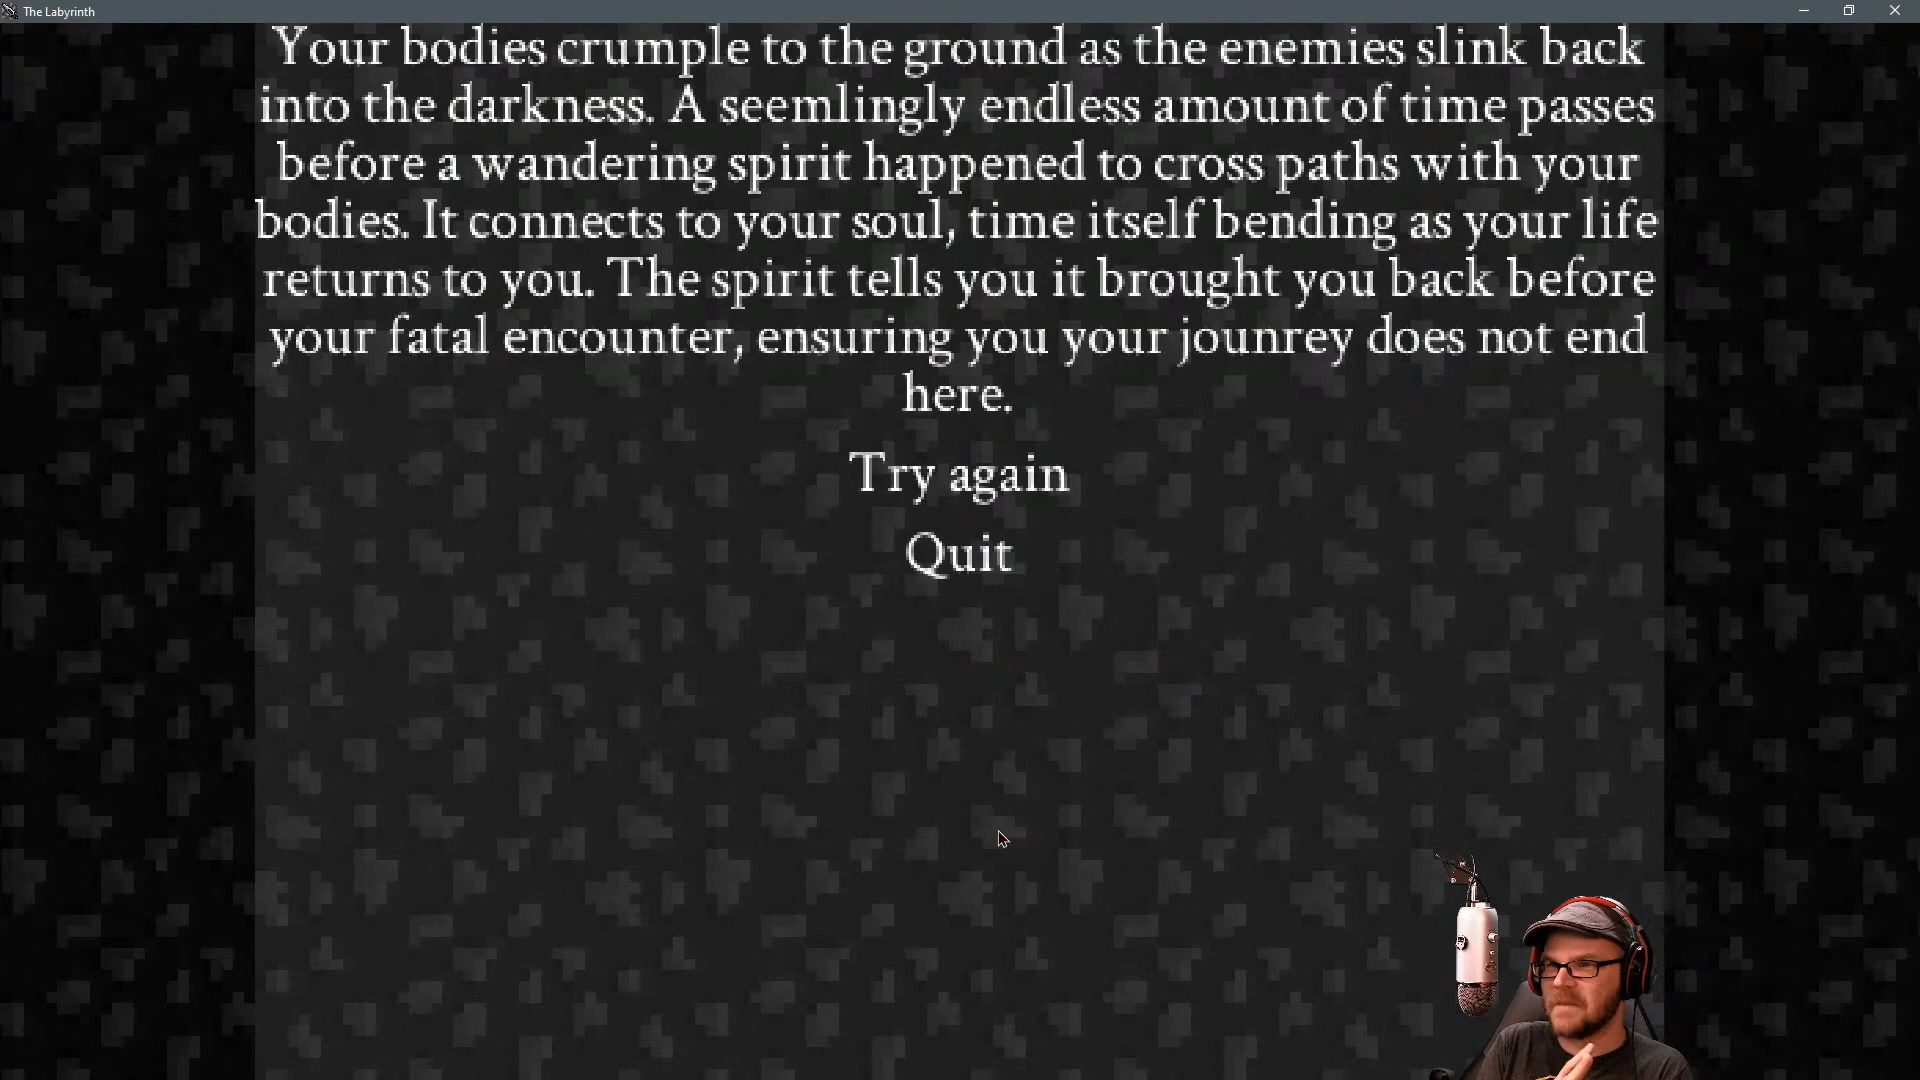 The Labyrinth
Your bodies crumple to the ground as the enemies slink back
into the darkness. A seemlingly endless amount of time passes
before a wandering spirit happened to cross paths with your
bodies. It connects to your soul, time itself bending as your life
returns to you. The spirit tells you it brought you back before
your fatal encounter, ensuring you your jounrey does not end
here.
Try again
Quit